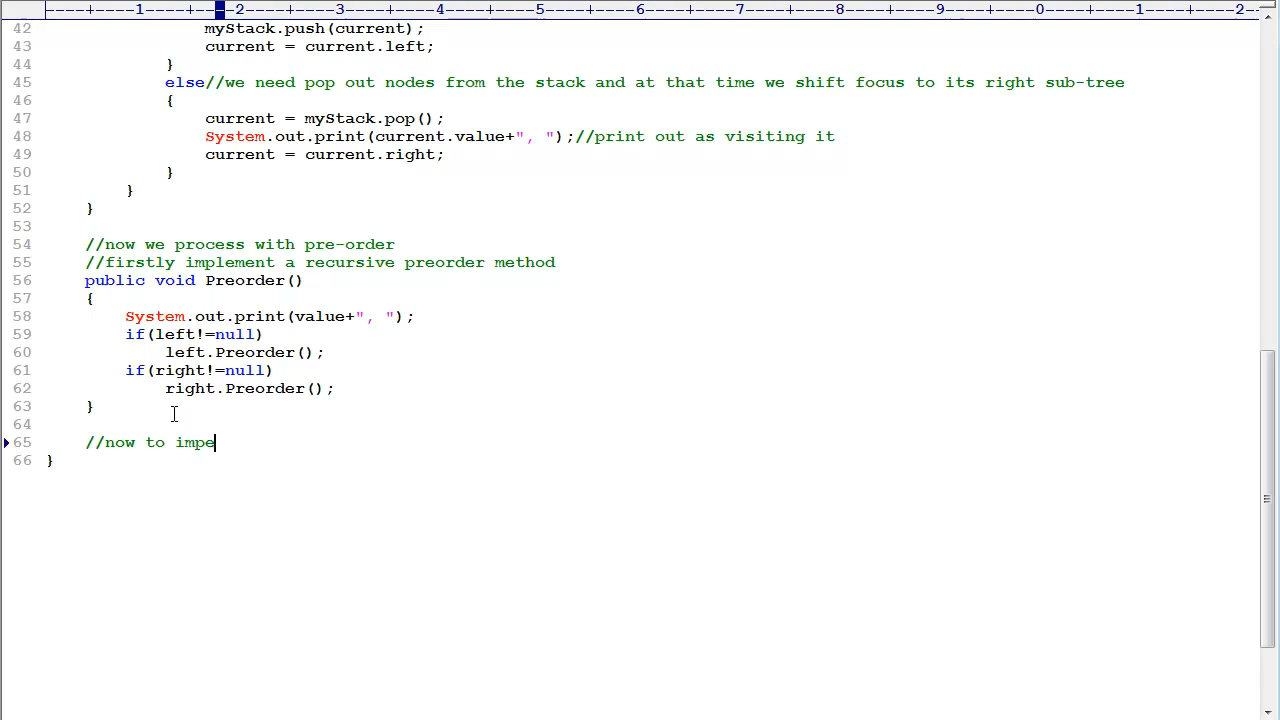 ----+----1----+----2----+----3----+----4----+----5----+----6----+----7----+----8----+----9----+----0----+----1----+----2--
42 myStack.push(current);
43 current = current.left;
44 }
45 else//we need pop out nodes from the stack and at that time we shift focus to its right sub-tree
46 {
47 current = myStack.pop();
48 System.out.print(current.value+", ");//print out as visiting it
49 current = current.right;
50 }
51 }
52 }
53
54 //now we process with pre-order
55 //firstly implement a recursive preorder method
56 public void Preorder()
57 {
58 System.out.print(value+", ");
59 if(left!=null)
60 left.Preorder();
61 if(right!=null)
62 right.Preorder();
63 }
64
65 //now to impe
66 }